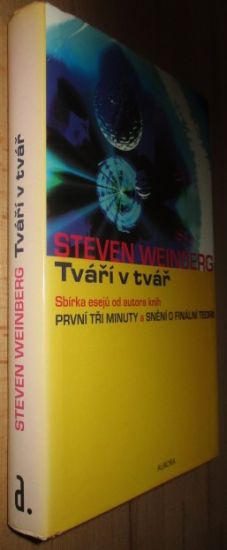 STEVEN WEINBERG Tváří v tvář
a.
STEVEN WEINBERG
Tváří v tvář
Sbírka esejů od autora knih
PRVNÍ TŘI MINUTY a SNĚNÍ O FINÁLNÍ TEORII
AURORA